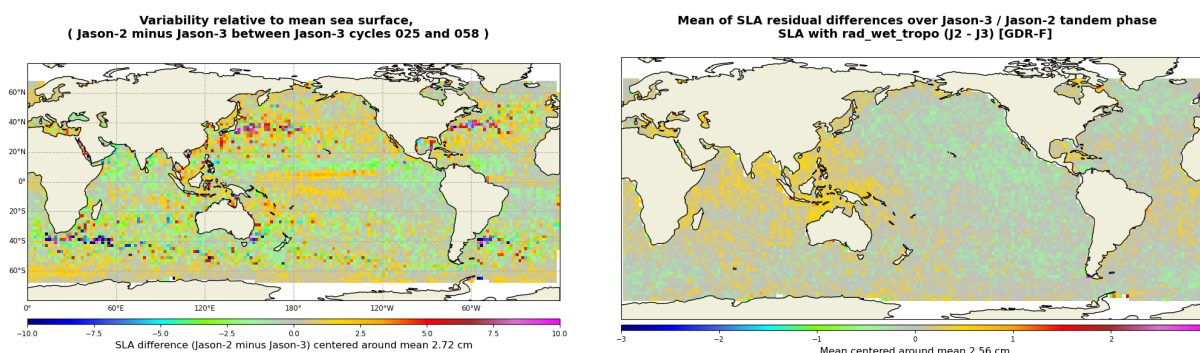 Variability relative to mean sea surface,
( Jason-2 minus Jason-3 between Jason-3 cycles 025 and 058 )
60°N
40°N
20°N
0°
20°S
40°S
60°S
0° 60°E 120°E 180°W 120°W 60°W
−10.0 −7.5 −5.0 −2.5 0.0 2.5 5.0 7.5 10.0
SLA difference (Jason-2 minus Jason-3) centered around mean 2.72 cm
Mean of SLA residual differences over Jason-3 / Jason-2 tandem phase
SLA with rad_wet_tropo (J2 - J3) [GDR-F]
−3 −2 −1 0 1 2
Mean centered around mean 2.56 cm